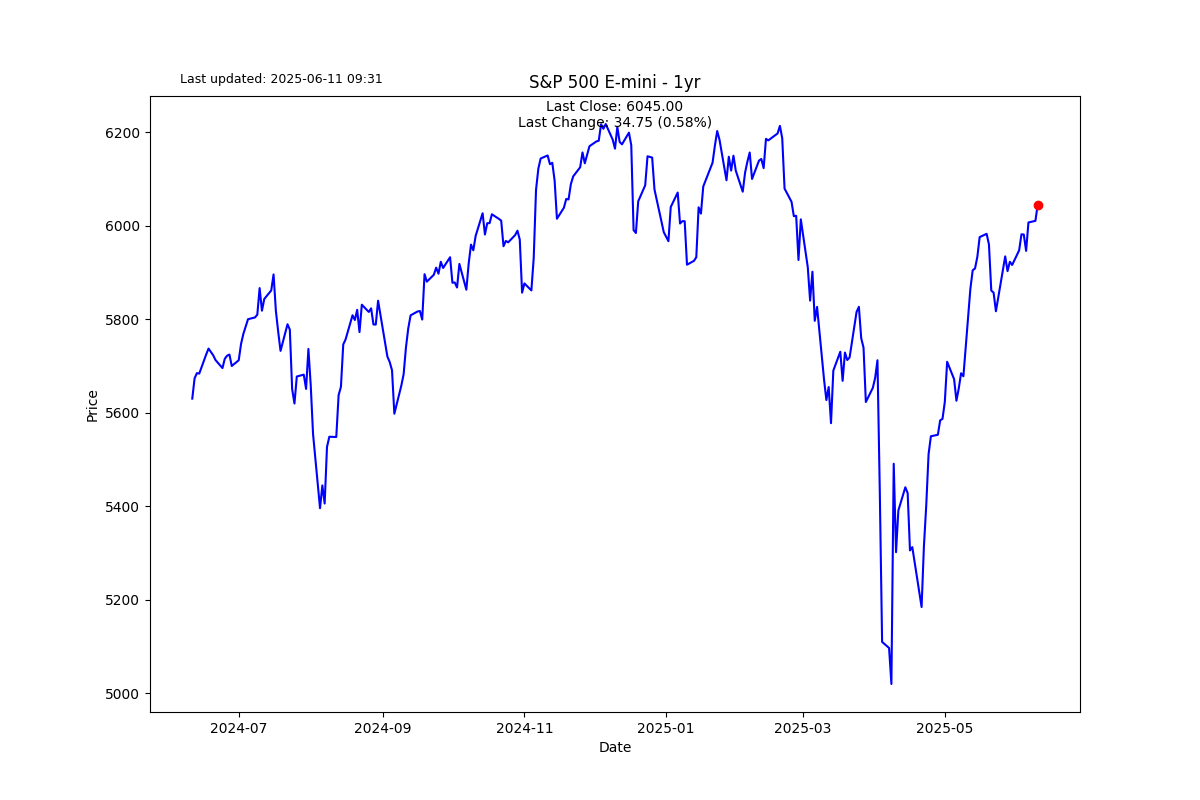 Last updated: 2025-06-11 09:31
S&P 500 E-mini - 1yr
Last Close: 6045.00
Last Change: 34.75 (0.58%)
6200
6000
5800
5600
5400
5200
5000
Price
2024-07
2024-09
2024-11
2025-01
2025-03
2025-05
Date